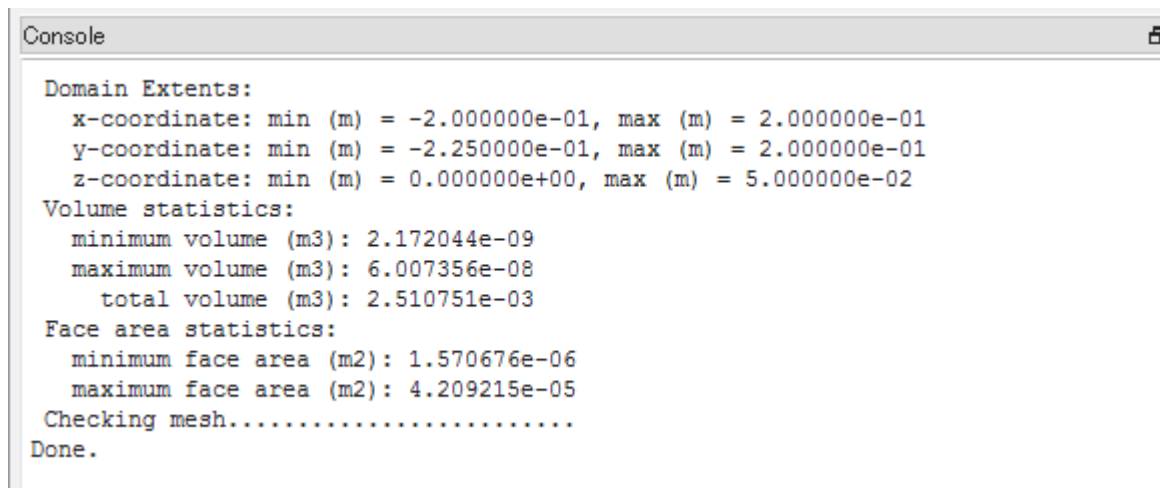 Console
Domain Extents:
x-coordinate: min (m) = -2.000000e-01, max (m) = 2.000000e-01
y-coordinate: min (m) = -2.250000e-01, max (m) = 2.000000e-01
z-coordinate: min (m) = 0.000000e+00, max (m) = 5.000000e-02
Volume statistics:
minimum volume (m3): 2.172044e-09
maximum volume (m3): 6.007356e-08
total volume (m3): 2.510751e-03
Face area statistics:
minimum face area (m2): 1.570676e-06
maximum face area (m2): 4.209215e-05
Checking mesh.........................
Done.